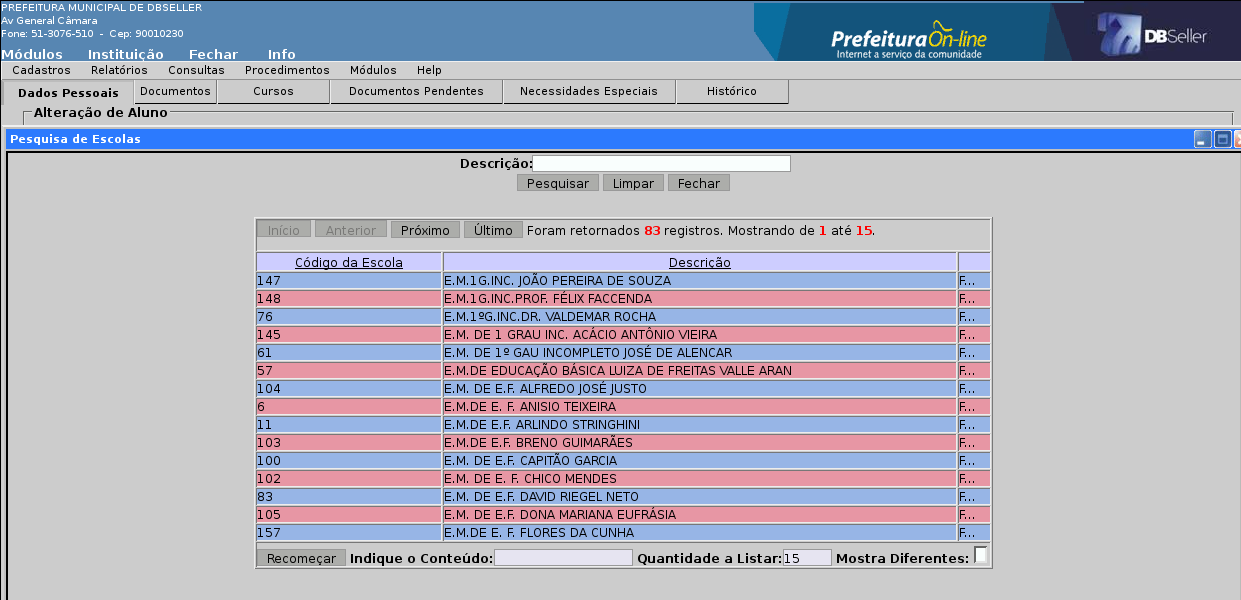 PREFEITURA MUNICIPAL DE DBSELLER
Av General Câmara
Fone: 51-3076-510 - Cep: 90010230
Módulos Instituição Fechar Info
PrefeituraOn-line
Internet a serviço da comunidade
DBSeller
Cadastros Relatórios Consultas Procedimentos Módulos Help
Dados Pessoais Documentos Cursos Documentos Pendentes Necessidades Especiais Histórico
Alteração de Aluno
Pesquisa de Escolas
Descrição:
Pesquisar Limpar Fechar
Início Anterior Próximo Último Foram retornados 83 registros. Mostrando de 1 até 15.
Código da Escola Descrição
147 E.M.1G.INC. JOÃO PEREIRA DE SOUZA F...
148 E.M.1G.INC.PROF. FÉLIX FACCENDA F...
76 E.M.1ºG.INC.DR. VALDEMAR ROCHA F...
145 E.M. DE 1 GRAU INC. ACÁCIO ANTÔNIO VIEIRA F...
61 E.M. DE 1º GAU INCOMPLETO JOSÉ DE ALENCAR F...
57 E.M.DE EDUCAÇÃO BÁSICA LUIZA DE FREITAS VALLE ARAN F...
104 E.M. DE E.F. ALFREDO JOSÉ JUSTO F...
6 E.M.DE E. F. ANISIO TEIXEIRA F...
11 E.M.DE E.F. ARLINDO STRINGHINI F...
103 E.M.DE E.F. BRENO GUIMARÃES F...
100 E.M. DE E.F. CAPITÃO GARCIA F...
102 E.M. DE E. F. CHICO MENDES F...
83 E.M. DE E.F. DAVID RIEGEL NETO F...
105 E.M. DE E.F. DONA MARIANA EUFRÁSIA F...
157 E.M.DE E. F. FLORES DA CUNHA F...
Recomeçar Indique o Conteúdo: Quantidade a Listar: 15 Mostra Diferentes: